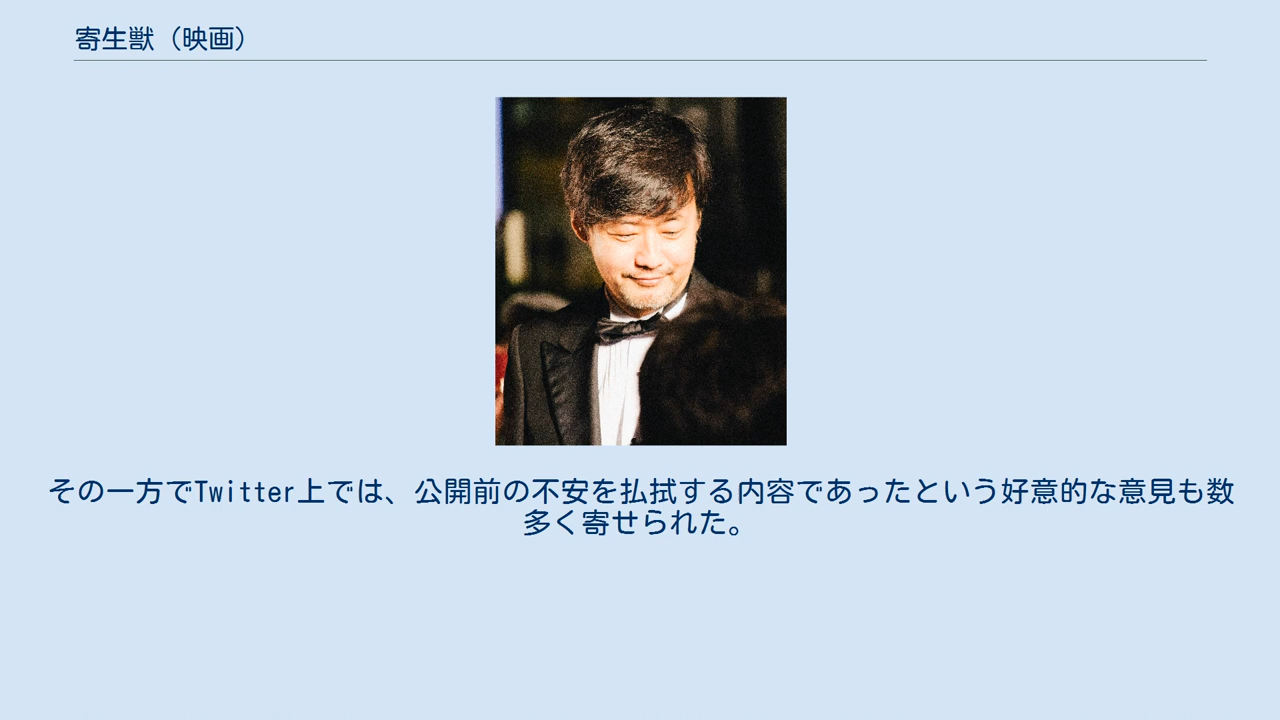 寄生獣（映画）
その一方でTwitter上では、公開前の不安を払拭する内容であったという好意的な意見も数
多く寄せられた。